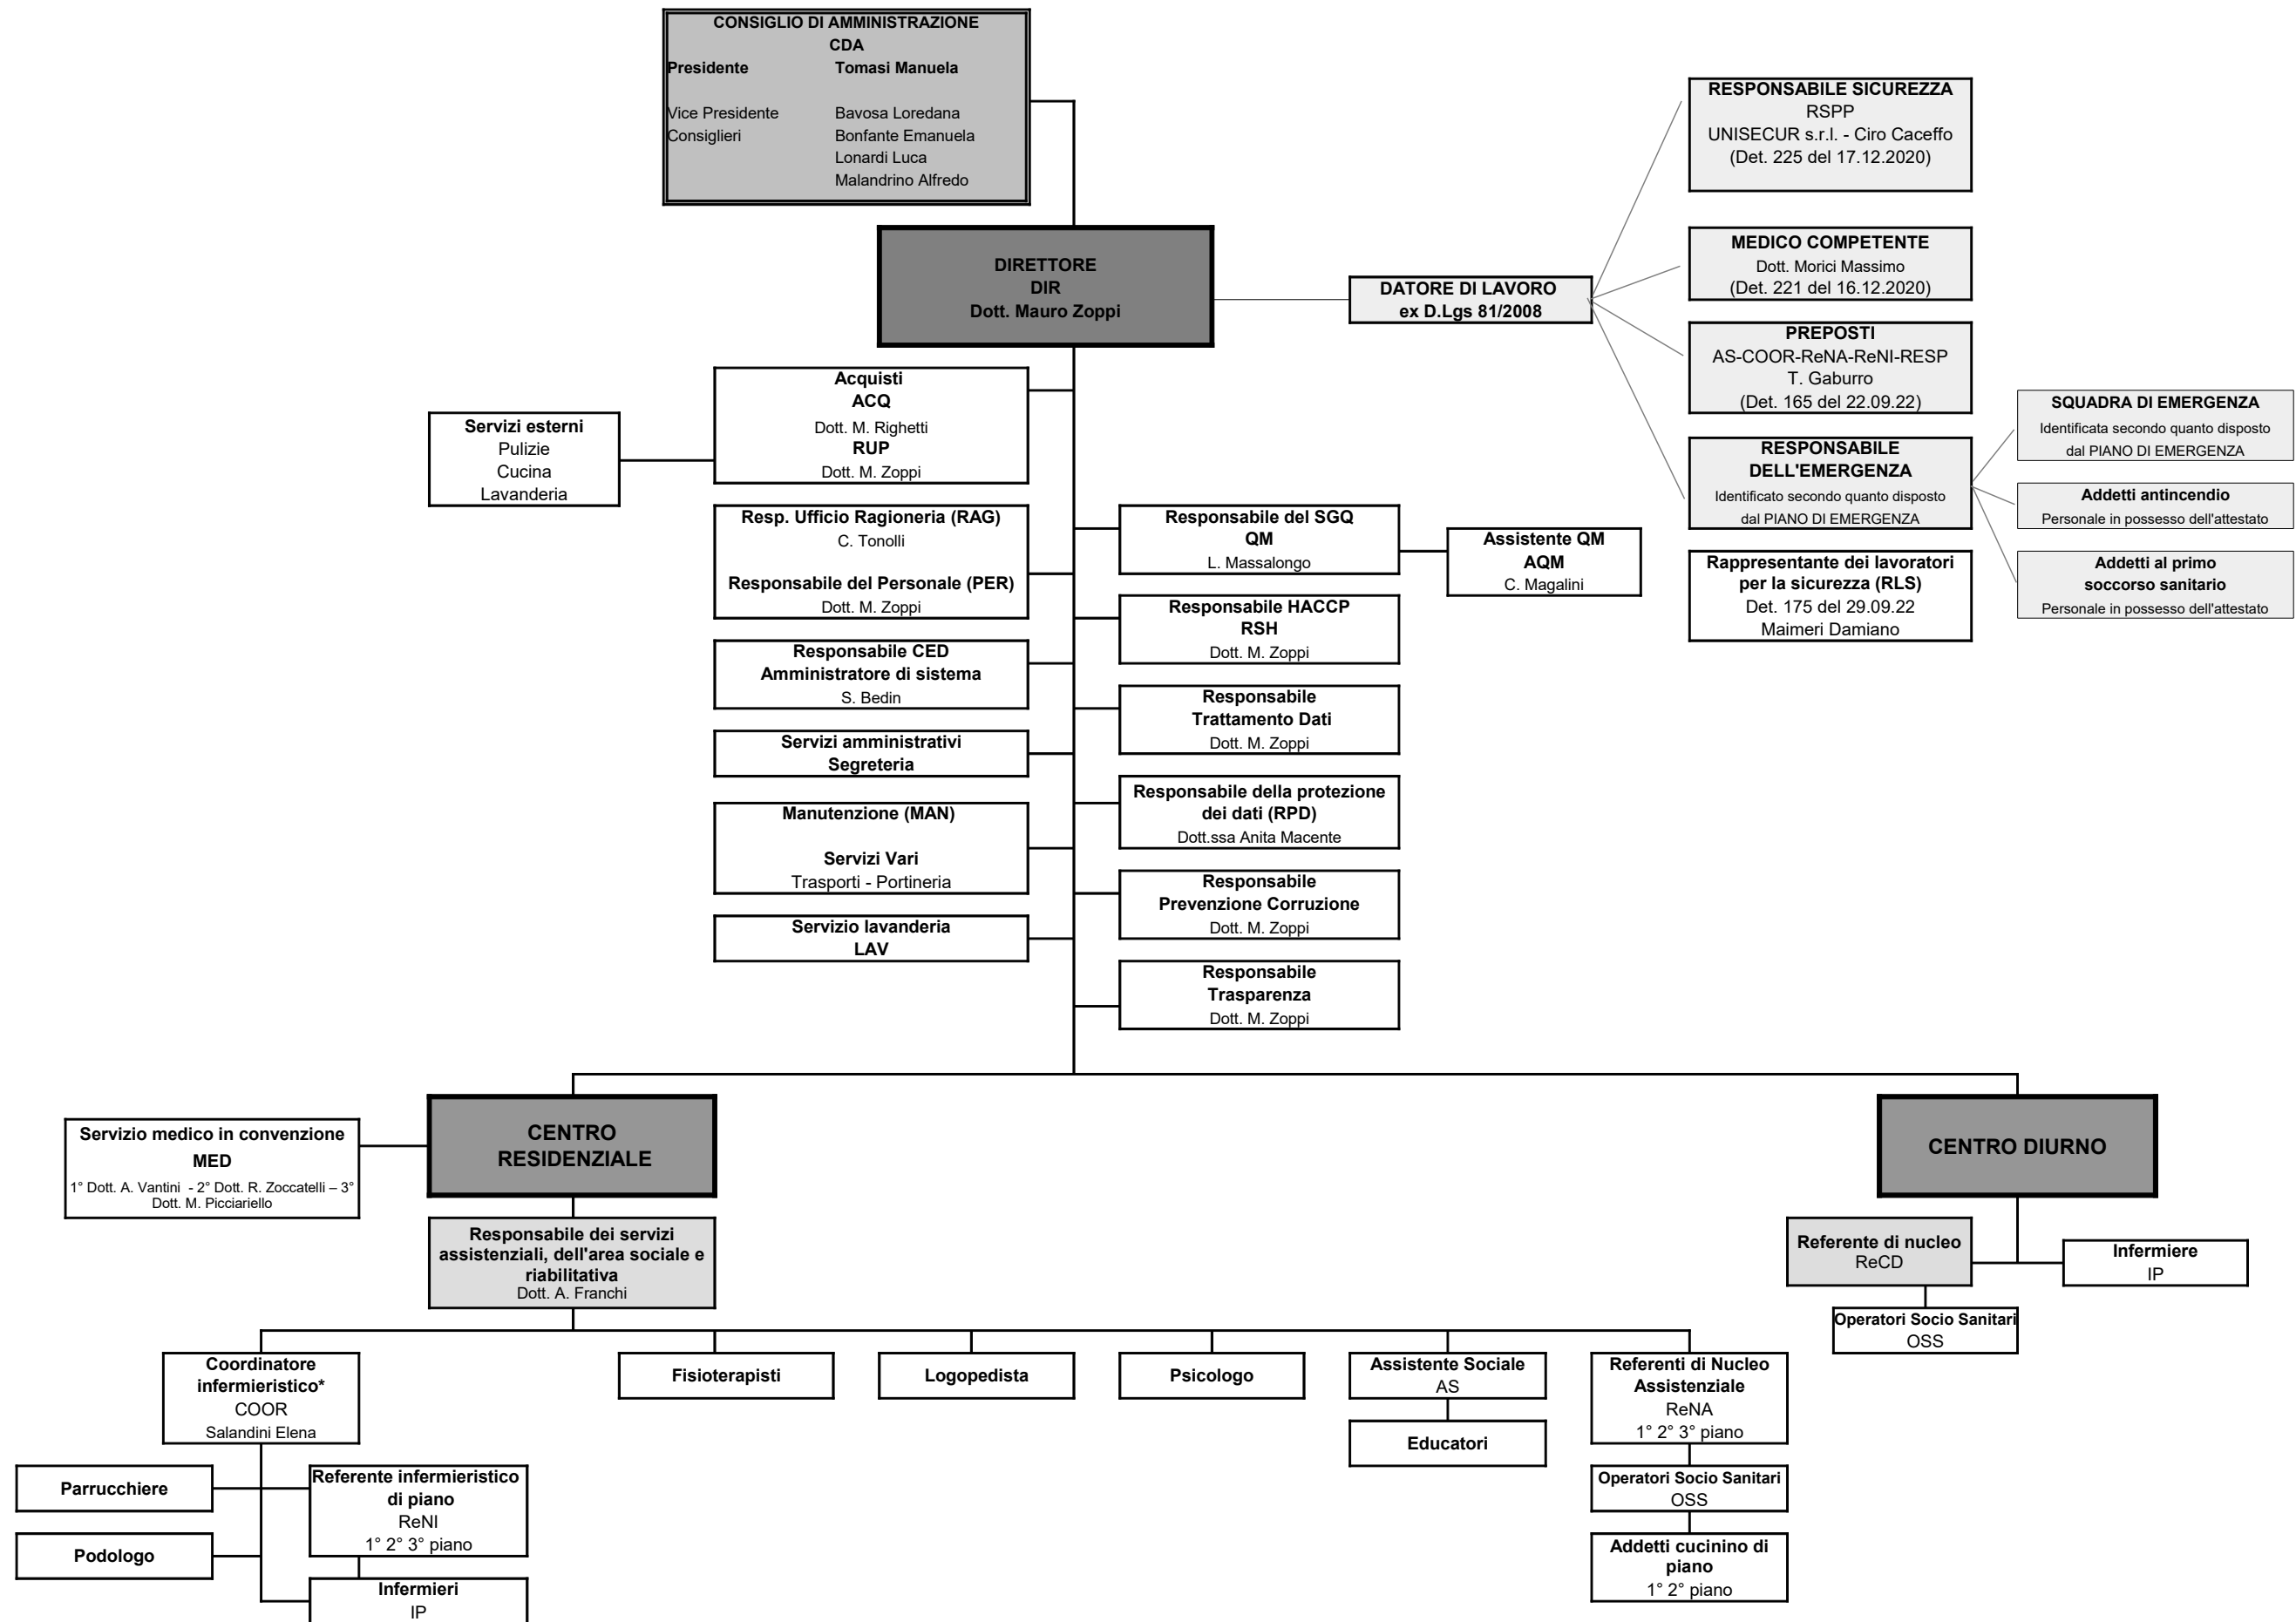 CONSIGLIO DI AMMINISTRAZIONE
CDA
Presidente Tomasi Manuela
Vice Presidente Bavosa Loredana
Consiglieri Bonfante Emanuela
Lonardi Luca
Malandrino Alfredo
DIRETTORE
DIR
Dott. Mauro Zoppi
DATORE DI LAVORO
ex D.Lgs 81/2008
RESPONSABILE SICUREZZA
RSPP
UNISECUR s.r.l. - Ciro Caceffo
(Det. 225 del 17.12.2020)
MEDICO COMPETENTE
Dott. Morici Massimo
(Det. 221 del 16.12.2020)
PREPOSTI
AS-COOR-ReNA-ReNI-RESP
T. Gaburro
(Det. 165 del 22.09.22)
RESPONSABILE
DELL'EMERGENZA
Identificato secondo quanto disposto
dal PIANO DI EMERGENZA
Rappresentante dei lavoratori
per la sicurezza (RLS)
Det. 175 del 29.09.22
Maimeri Damiano
SQUADRA DI EMERGENZA
Identificata secondo quanto disposto
dal PIANO DI EMERGENZA
Addetti antincendio
Personale in possesso dell'attestato
Addetti al primo
soccorso sanitario
Personale in possesso dell'attestato
Servizi esterni
Pulizie
Cucina
Lavanderia
Acquisti
ACQ
Dott. M. Righetti
RUP
Dott. M. Zoppi
Resp. Ufficio Ragioneria (RAG)
C. Tonolli
Responsabile del Personale (PER)
Dott. M. Zoppi
Responsabile CED
Amministratore di sistema
S. Bedin
Servizi amministrativi
Segreteria
Manutenzione (MAN)
Servizi Vari
Trasporti - Portineria
Servizio lavanderia
LAV
Responsabile del SGQ
QM
L. Massalongo
Assistente QM
AQM
C. Magalini
Responsabile HACCP
RSH
Dott. M. Zoppi
Responsabile
Trattamento Dati
Dott. M. Zoppi
Responsabile della protezione
dei dati (RPD)
Dott.ssa Anita Macente
Responsabile
Prevenzione Corruzione
Dott. M. Zoppi
Responsabile
Trasparenza
Dott. M. Zoppi
Servizio medico in convenzione
MED
1° Dott. A. Vantini - 2° Dott. R. Zoccatelli – 3°
Dott. M. Picciariello
CENTRO
RESIDENZIALE
CENTRO DIURNO
Responsabile dei servizi
assistenziali, dell'area sociale e
riabilitativa
Dott. A. Franchi
Referente di nucleo
ReCD
Infermiere
IP
Operatori Socio Sanitari
OSS
Coordinatore
infermieristico*
COOR
Salandini Elena
Fisioterapisti
Logopedista
Psicologo
Assistente Sociale
AS
Educatori
Referenti di Nucleo
Assistenziale
ReNA
1° 2° 3° piano
Operatori Socio Sanitari
OSS
Addetti cucinino di
piano
1° 2° piano
Parrucchiere
Podologo
Referente infermieristico
di piano
ReNI
1° 2° 3° piano
Infermieri
IP